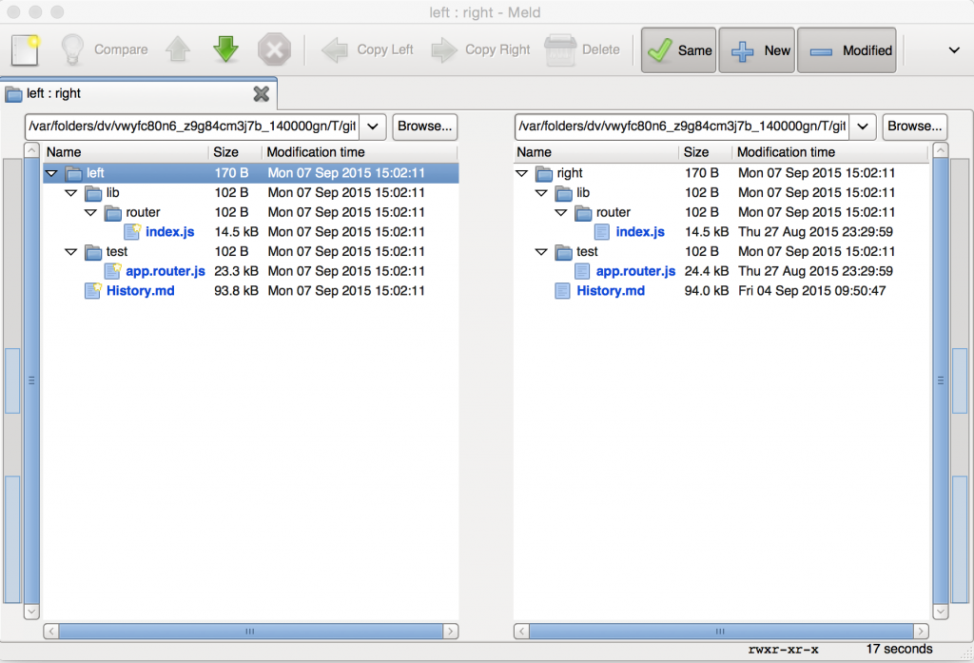 left : right - Meld
Compare Copy Left Copy Right Delete Same New Modified
left : right
/var/folders/dv/vwyfc80n6_z9g84cm3j7b_140000gn/T/git Browse... /var/folders/dv/vwyfc80n6_z9g84cm3j7b_140000gn/T/git Browse...
Name Size Modification time Name Size Modification time
left 170 B Mon 07 Sep 2015 15:02:11 right 170 B Mon 07 Sep 2015 15:02:11
lib 102 B Mon 07 Sep 2015 15:02:11 lib 102 B Mon 07 Sep 2015 15:02:11
router 102 B Mon 07 Sep 2015 15:02:11 router 102 B Mon 07 Sep 2015 15:02:11
index.js 14.5 kB Mon 07 Sep 2015 15:02:11 index.js 14.5 kB Thu 27 Aug 2015 23:29:59
test 102 B Mon 07 Sep 2015 15:02:11 test 102 B Mon 07 Sep 2015 15:02:11
app.router.js 23.3 kB Mon 07 Sep 2015 15:02:11 app.router.js 24.4 kB Thu 27 Aug 2015 23:29:59
History.md 93.8 kB Mon 07 Sep 2015 15:02:11 History.md 94.0 kB Fri 04 Sep 2015 09:50:47
rwxr-xr-x 17 seconds